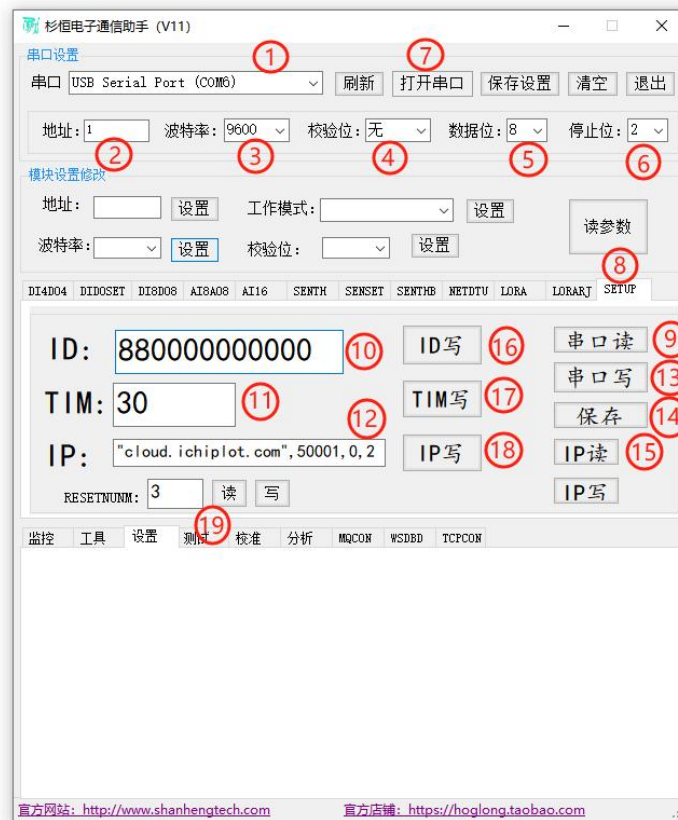 杉恒电子通信助手 (V11)
串口设置
① ⑦
串口 USB Serial Port (COM6) 刷新 打开串口 保存设置 清空 退出
地址: 1 波特率: 9600 校验位: 无 数据位: 8 停止位: 2
② ③ ④ ⑤ ⑥
模块设置修改
地址: 设置 工作模式: 设置 读参数
波特率: 设置 校验位: 设置
⑧
DI4DO4 DIDOSET DI8DO8 AI8AO8 AI16 SENTH SENSET SENTHB NETDTU LORA LORARJ SETUP
ID: 880000000000 ⑩ ID写 ⑯ 串口读 ⑨
串口写 ⑬
TIM: 30 ⑪ TIM写 ⑰ 保存 ⑭
⑫
IP: "cloud.ichiplot.com",50001,0,2 IP写 ⑱ IP读 ⑮
RESETNUNM: 3 读 写 IP写
⑲
监控 工具 设置 测试 校准 分析 MQCON WSDBD TCPCON
官方网站: http://www.shanhengtech.com 官方店铺: https://hoglong.taobao.com